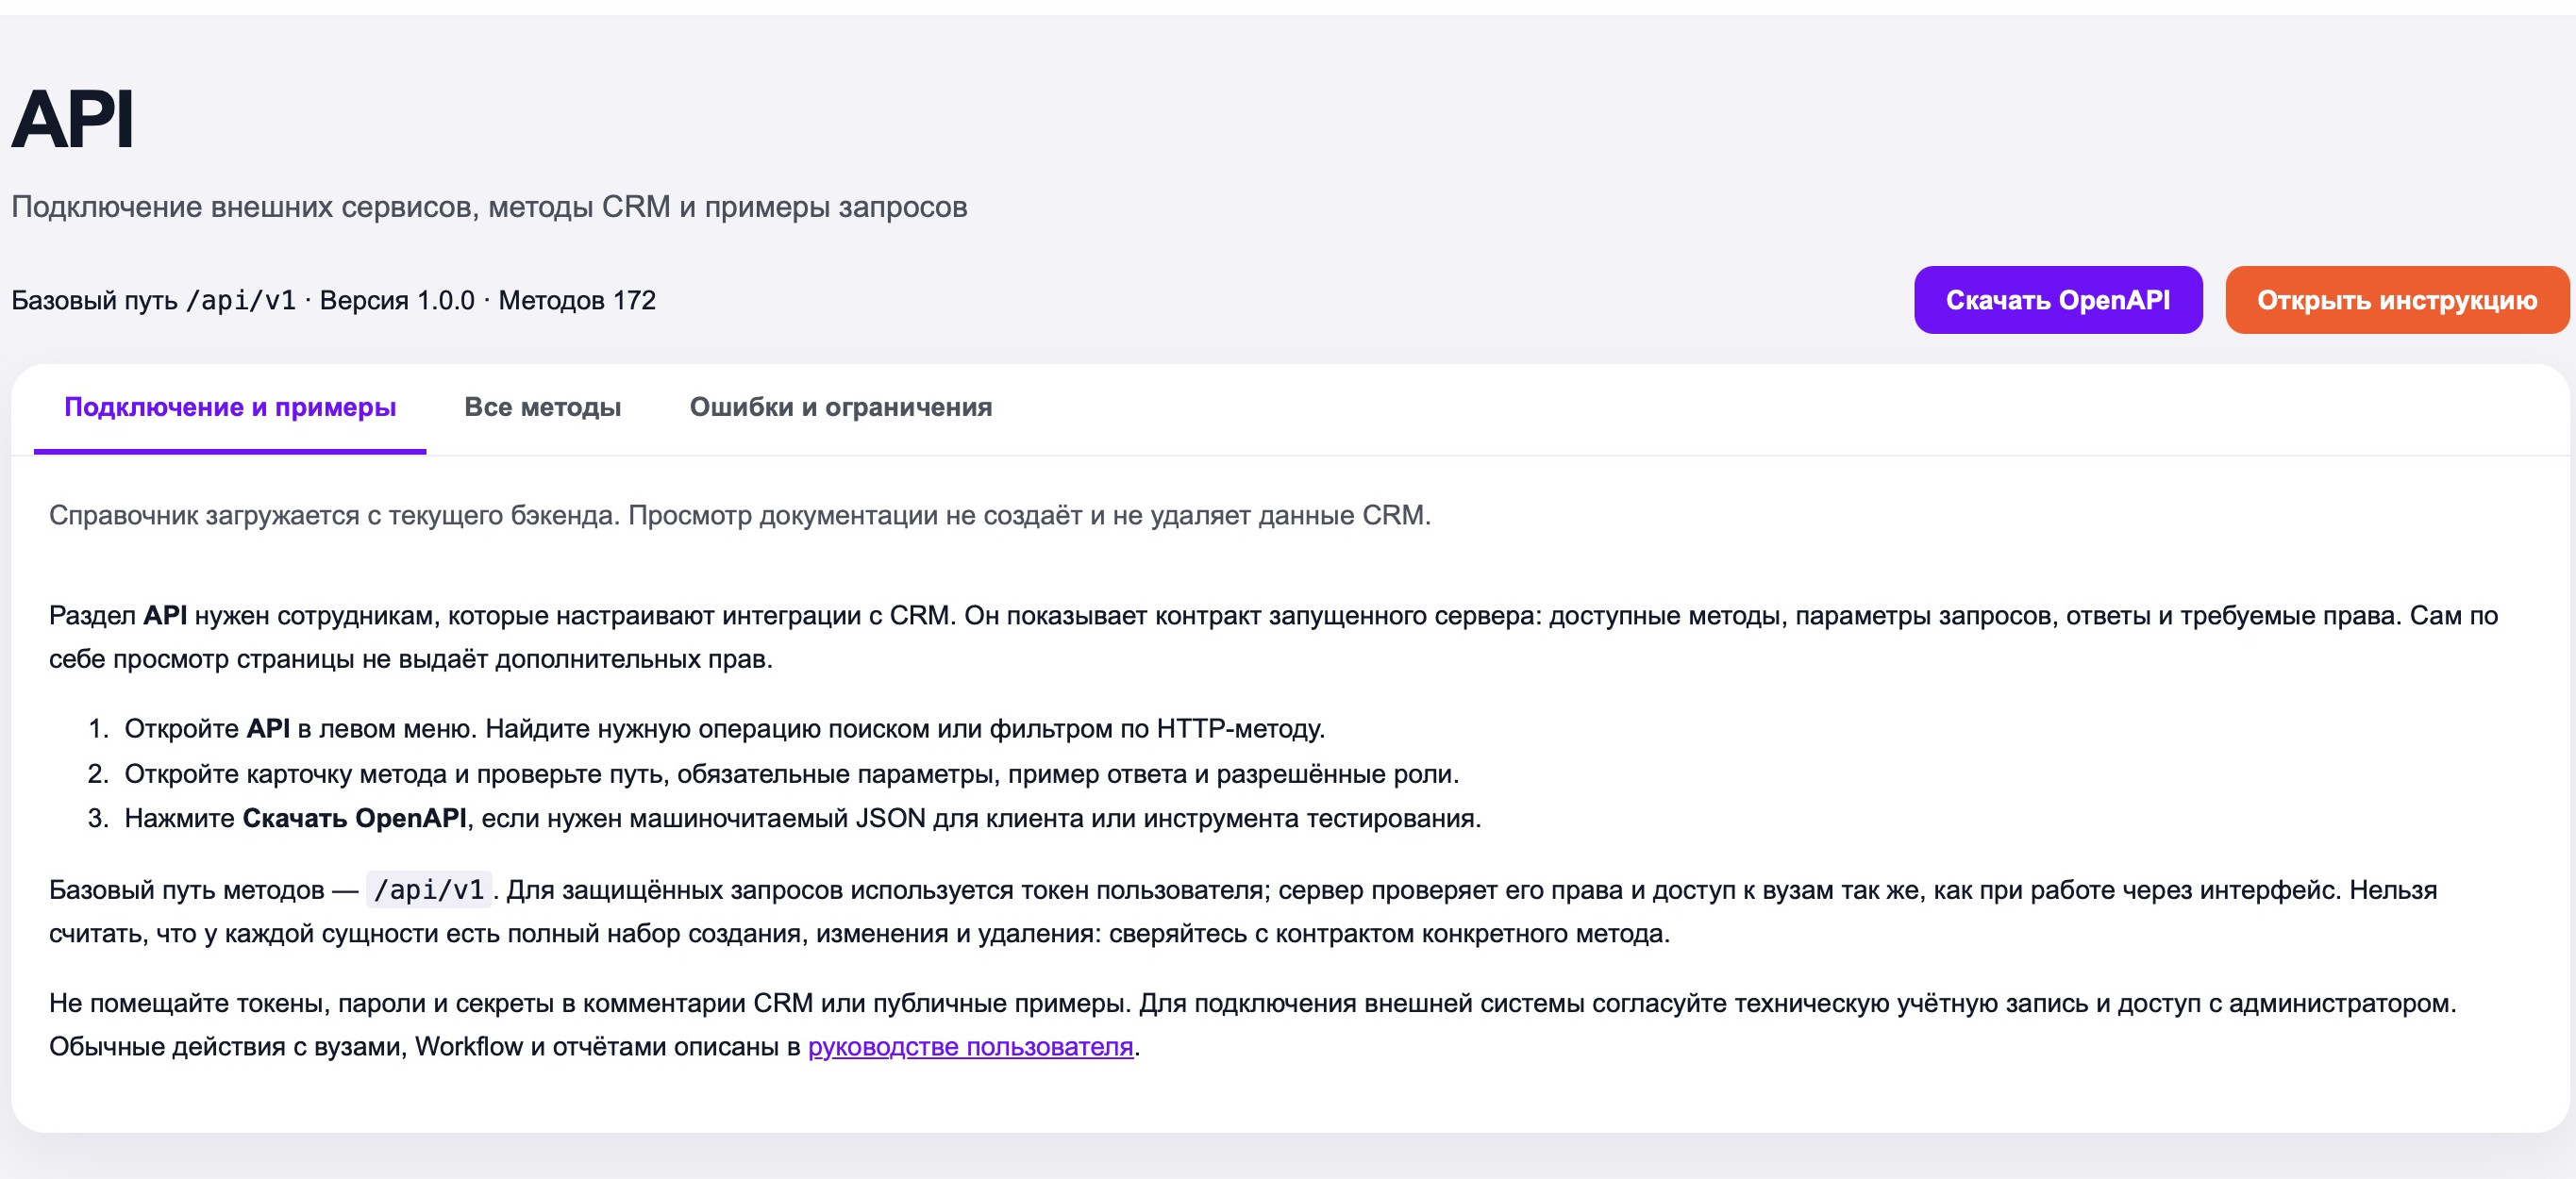 API
Подключение внешних сервисов, методы CRM и примеры запросов
Базовый путь /api/v1 · Версия 1.0.0 · Методов 172
Скачать OpenAPI
Открыть инструкцию
Подключение и примеры
Все методы
Ошибки и ограничения
Справочник загружается с текущего бэкенда. Просмотр документации не создаёт и не удаляет данные CRM.
Раздел API нужен сотрудникам, которые настраивают интеграции с CRM. Он показывает контракт запущенного сервера: доступные методы, параметры запросов, ответы и требуемые права. Сам по
себе просмотр страницы не выдаёт дополнительных прав.
1. Откройте API в левом меню. Найдите нужную операцию поиском или фильтром по HTTP-методу.
2. Откройте карточку метода и проверьте путь, обязательные параметры, пример ответа и разрешённые роли.
3. Нажмите Скачать OpenAPI, если нужен машиночитаемый JSON для клиента или инструмента тестирования.
Базовый путь методов — /api/v1. Для защищённых запросов используется токен пользователя; сервер проверяет его права и доступ к вузам так же, как при работе через интерфейс. Нельзя
считать, что у каждой сущности есть полный набор создания, изменения и удаления: сверяйтесь с контрактом конкретного метода.
Не помещайте токены, пароли и секреты в комментарии CRM или публичные примеры. Для подключения внешней системы согласуйте техническую учётную запись и доступ с администратором.
Обычные действия с вузами, Workflow и отчётами описаны в руководстве пользователя.